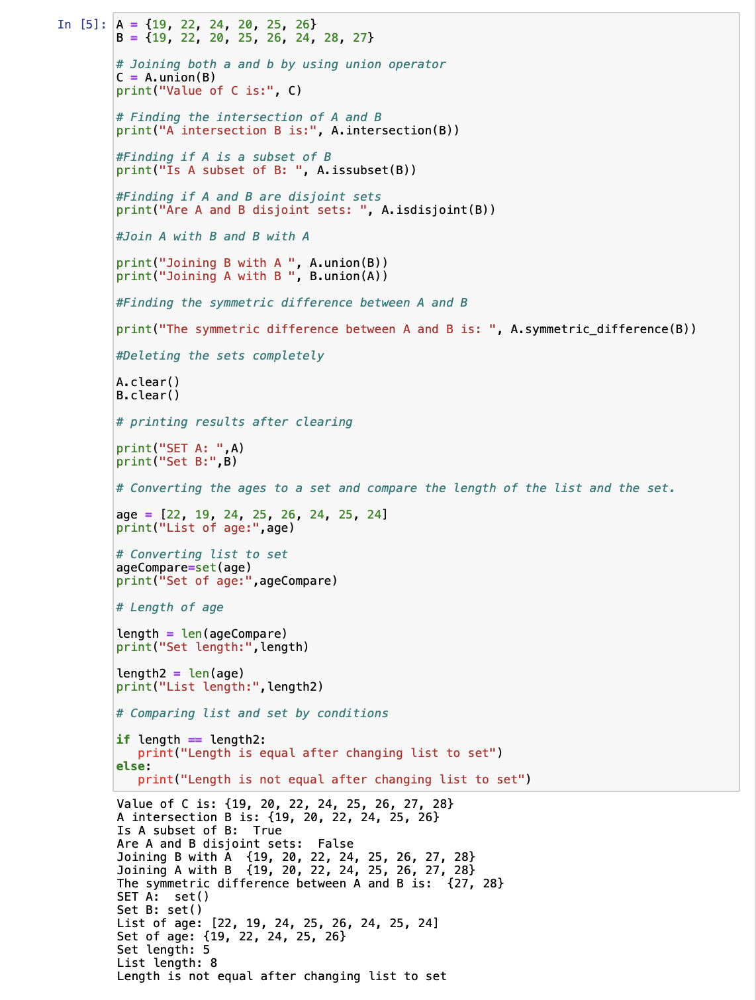 In [5]: A = {19, 22, 24, 20, 25, 26}
B = {19, 22, 20, 25, 26, 24, 28, 27}
# Joining both a and b by using union operator
C = A.union(B)
print("Value of C is:", C)
# Finding the intersection of A and B
print("A intersection B is:", A.intersection(B))
#Finding if A is a subset of B
print("Is A subset of B: ", A.issubset(B))
#Finding if A and B are disjoint sets
print("Are A and B disjoint sets: ", A.isdisjoint(B))
#Join A with B and B with A
print("Joining B with A ", A.union(B))
print("Joining A with B ", B.union(A))
#Finding the symmetric difference between A and B
print("The symmetric difference between A and B is: ", A.symmetric_difference(B))
#Deleting the sets completely
A.clear()
B.clear()
# printing results after clearing
print("SET A: ",A)
print("Set B:",B)
# Converting the ages to a set and compare the length of the list and the set.
age = [22, 19, 24, 25, 26, 24, 25, 24]
print("List of age:",age)
# Converting list to set
ageCompare=set(age)
print("Set of age:",ageCompare)
# Length of age
length = len(ageCompare)
print("Set length:",length)
length2 = len(age)
print("List length:",length2)
# Comparing list and set by conditions
if length == length2:
   print("Length is equal after changing list to set")
else:
   print("Length is not equal after changing list to set")
Value of C is: {19, 20, 22, 24, 25, 26, 27, 28}
A intersection B is: {19, 20, 22, 24, 25, 26}
Is A subset of B:  True
Are A and B disjoint sets:  False
Joining B with A  {19, 20, 22, 24, 25, 26, 27, 28}
Joining A with B  {19, 20, 22, 24, 25, 26, 27, 28}
The symmetric difference between A and B is:  {27, 28}
SET A:  set()
Set B: set()
List of age: [22, 19, 24, 25, 26, 24, 25, 24]
Set of age: {19, 22, 24, 25, 26}
Set length: 5
List length: 8
Length is not equal after changing list to set